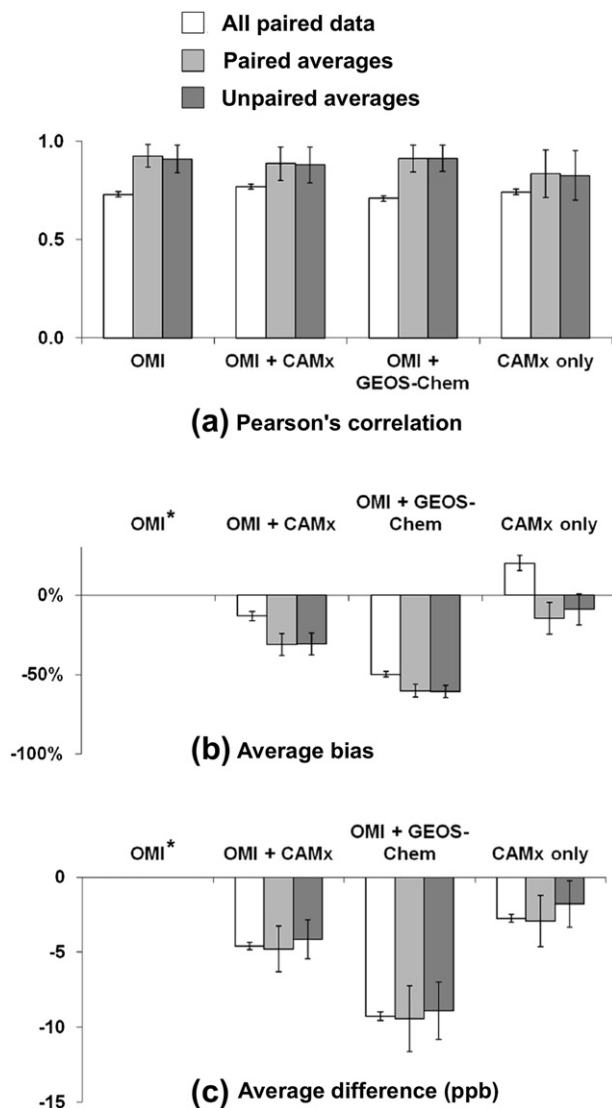 All paired data
Paired averages
Unpaired averages
1.0
0.5
0.0
OMI
OMI + CAMx
OMI +
GEOS-Chem
CAMx only
(a) Pearson's correlation
OMI*
OMI + CAMx
OMI + GEOS-
Chem
CAMx only
0%
-50%
-100%
(b) Average bias
OMI*
OMI + CAMx
OMI + GEOS-
Chem
CAMx only
0
-5
-10
-15
(c) Average difference (ppb)